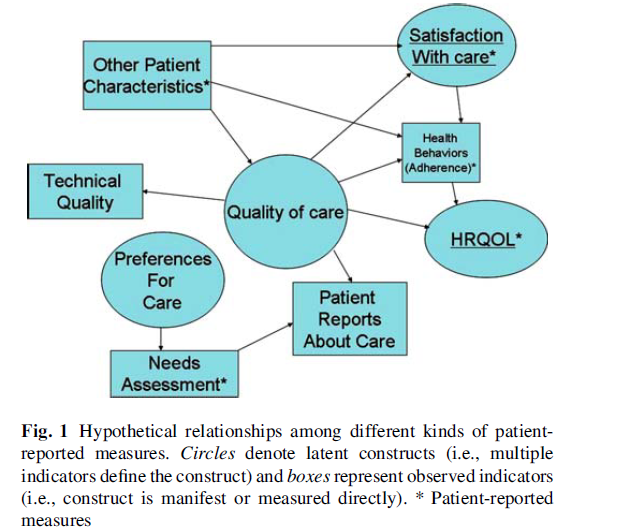 Satisfaction
With care*
Other Patient
Characteristics*
Health
Behaviors
(Adherence)*
Technical
Quality
Quality of care
HRQOL*
Preferences
For
Care
Patient
Reports
About Care
Needs
Assessment*
Fig. 1 Hypothetical relationships among different kinds of patient-
reported measures. Circles denote latent constructs (i.e., multiple
indicators define the construct) and boxes represent observed indicators
(i.e., construct is manifest or measured directly). * Patient-reported
measures